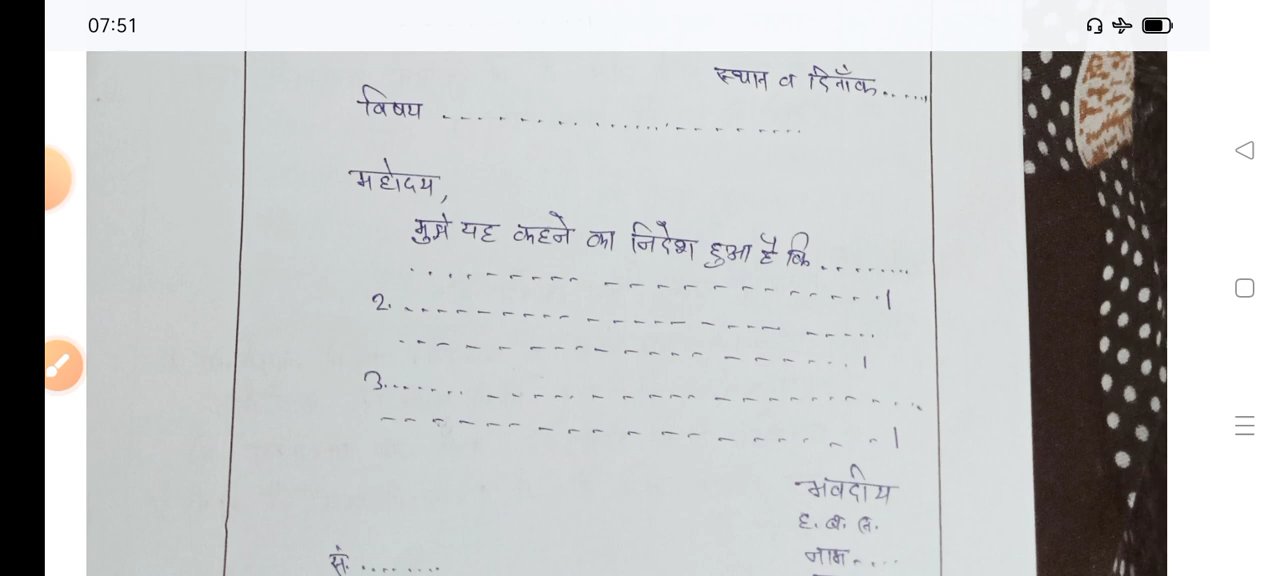 07:51
स्थान व दिनाँक.....
विषय ..............................
महोदय,
मुझे यह कहने का निर्देश हुआ है कि........
..............................।
2. ..............................
..............................।
3. ..............................
..............................।
भवदीय
ह. अ. ब.
नाम....
सं. ........